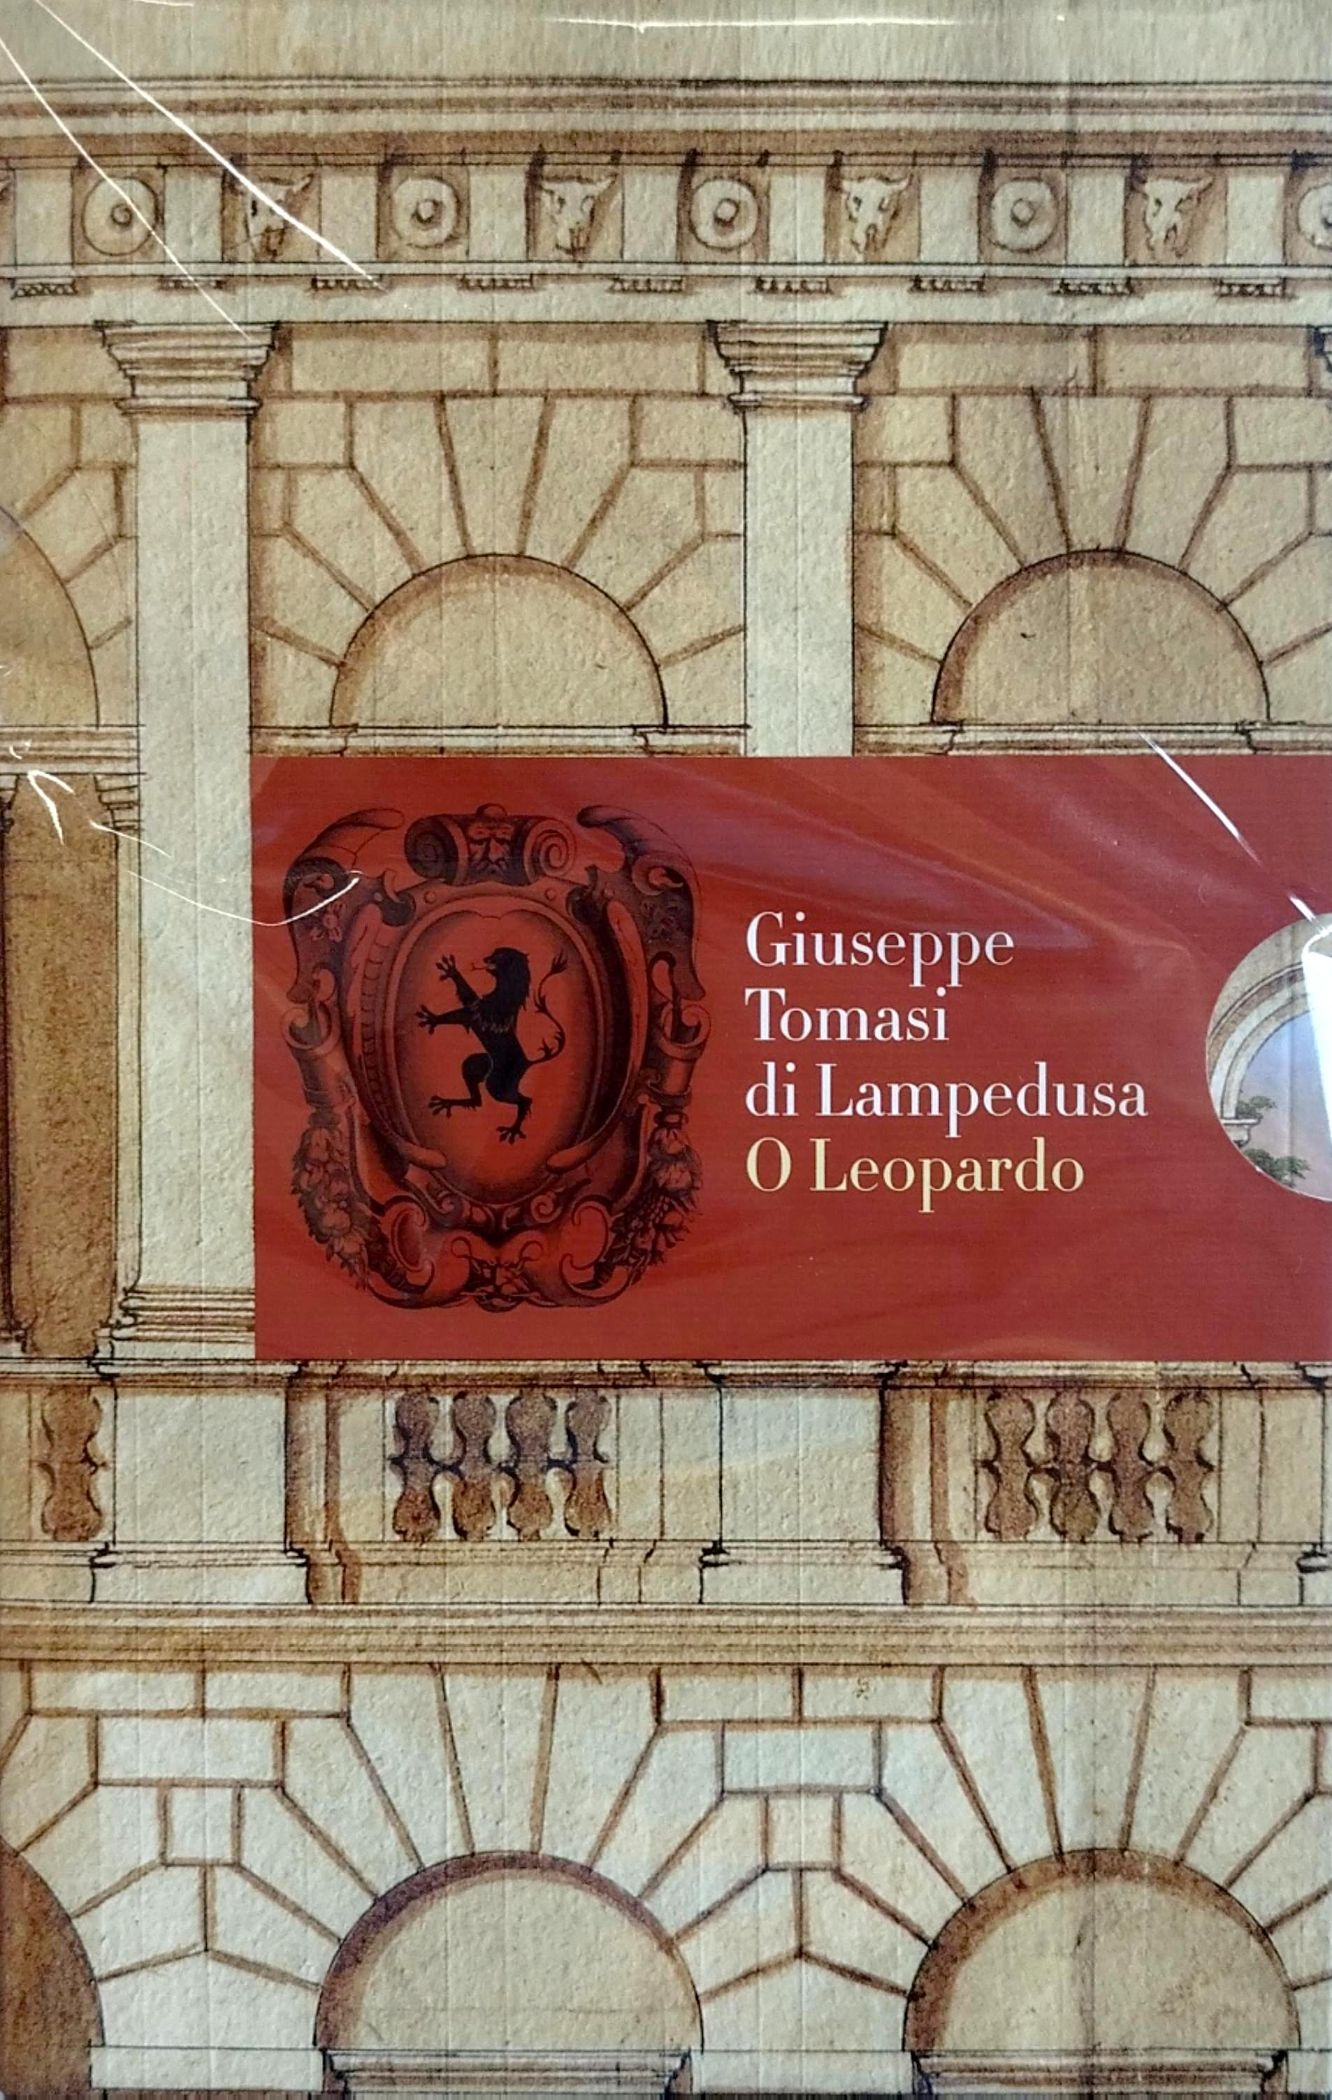 Giuseppe
Tomasi
di Lampedusa
O Leopardo